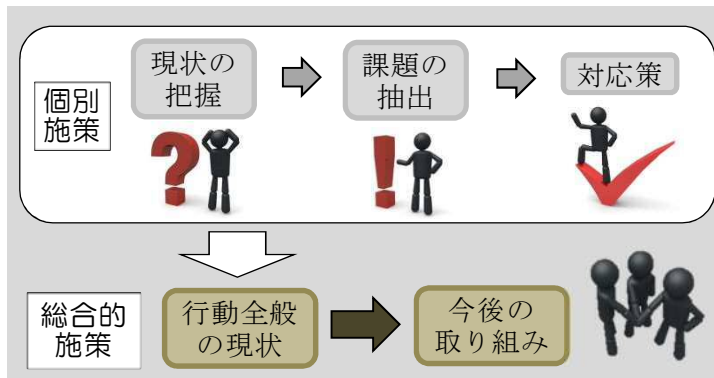 個別
施策
現状の
把握
課題の
抽出
対応策
総合的
施策
行動全般
の現状
今後の
取り組み